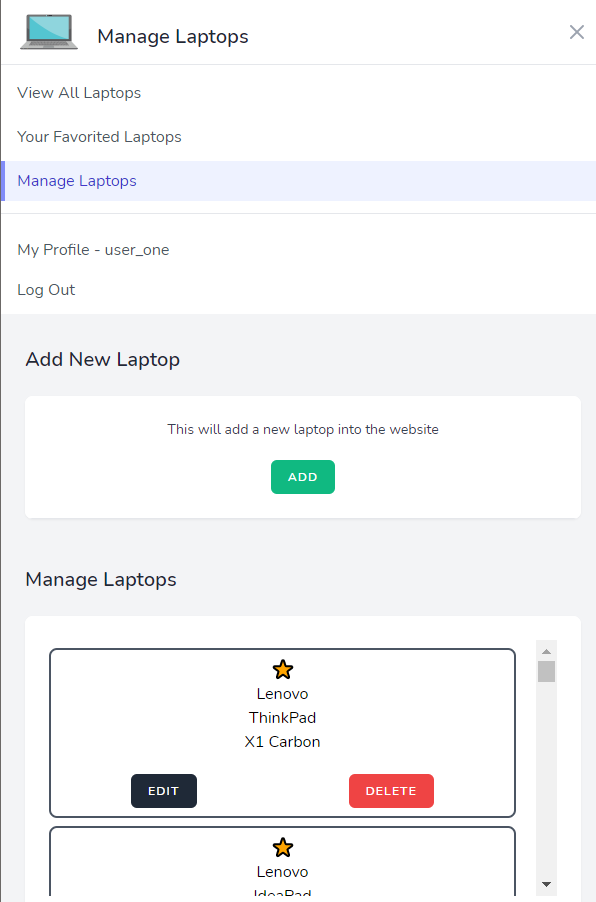 Manage Laptops
View All Laptops
Your Favorited Laptops
Manage Laptops
My Profile - user_one
Log Out
Add New Laptop
This will add a new laptop into the website
ADD
Manage Laptops
Lenovo
ThinkPad
X1 Carbon
EDIT
DELETE
Lenovo
IdeaPad